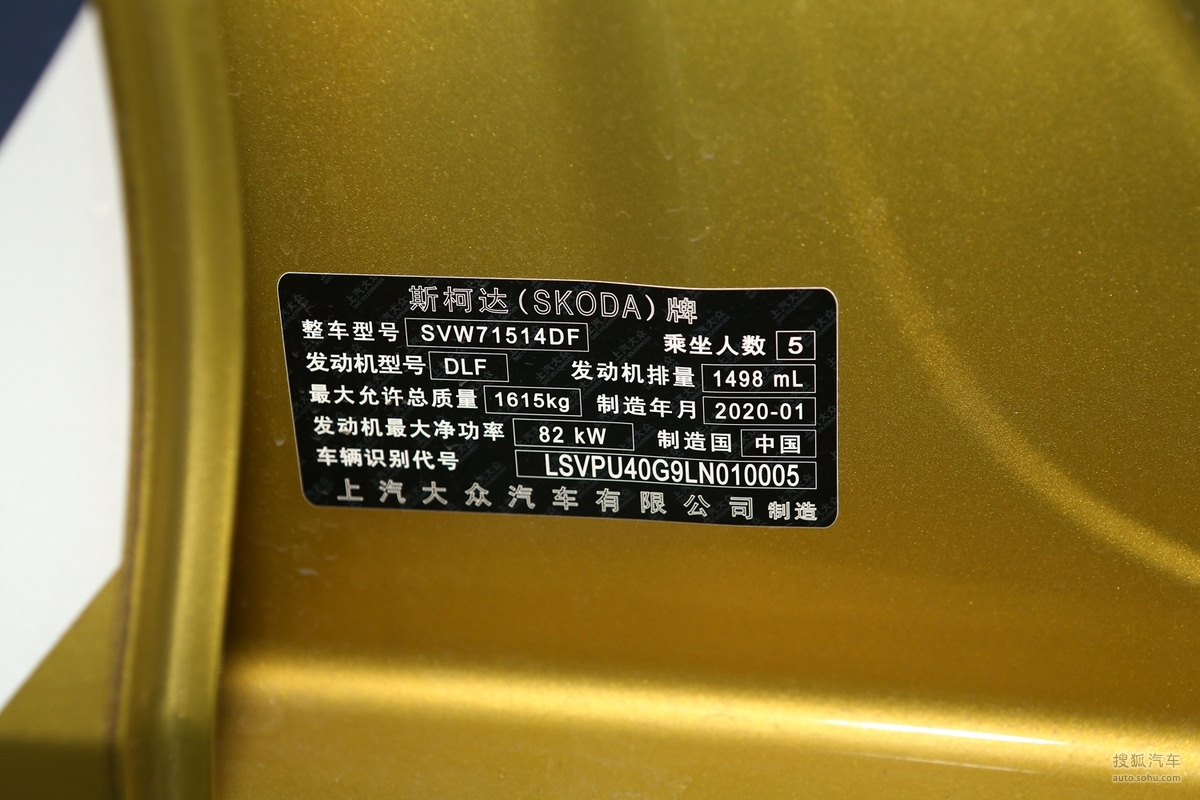 斯柯达(SKODA)牌
整车型号 SVW71514DF 乘坐人数 5
发动机型号 DLF 发动机排量 1498 mL
最大允许总质量 1615kg 制造年月 2020-01
发动机最大净功率 82 kW 制造国 中国
车辆识别代号 LSVPU40G9LN010005
上汽大众汽车有限公司 制造
搜狐汽车
auto.sohu.com